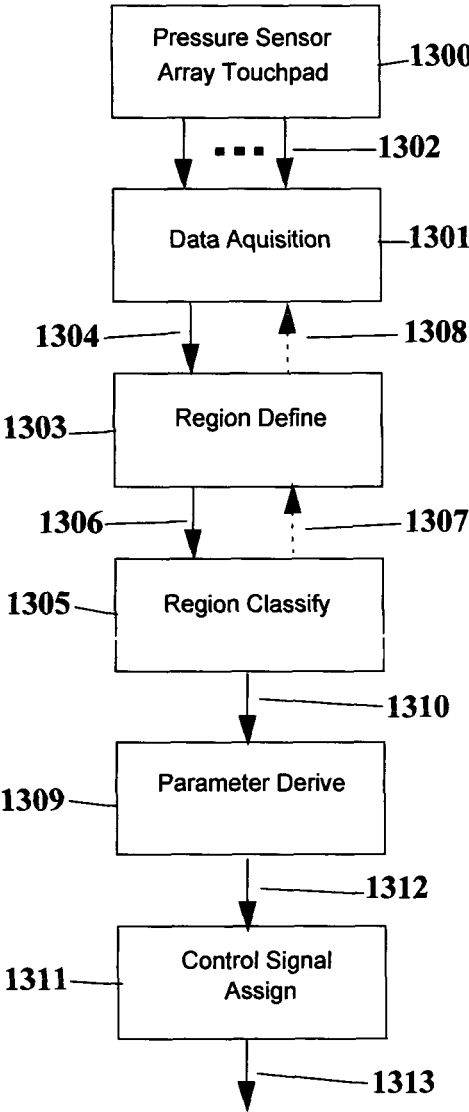 Pressure Sensor
Array Touchpad
1300
1302
Data Aquisition
1301
1304
1308
Region Define
1303
1306
1307
Region Classify
1305
1310
Parameter Derive
1309
1312
Control Signal
Assign
1311
1313